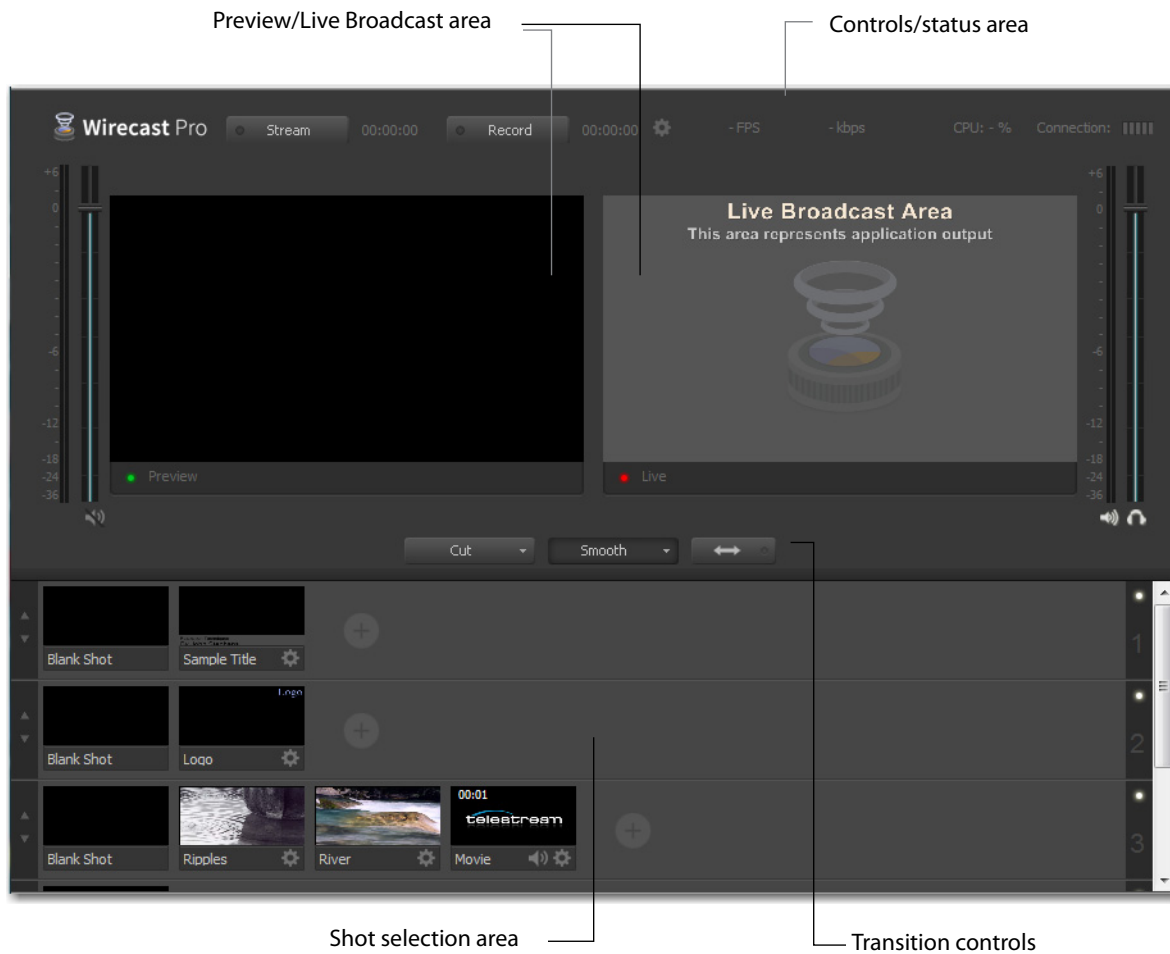 Preview/Live Broadcast area
Controls/status area
Wirecast Pro
Stream
00:00:00
Record
00:00:00
- FPS
- kbps
CPU: - %
Connection:
+6
-
0
-
-
-
-6
-
-12
-
-18
-24
-36
Live Broadcast Area
This area represents application output
+6
-
0
-
-
-
-
-
-
-
-6
-
-
-12
-
-18
-24
-36
Preview
Live
Cut
Smooth
Blank Shot
Sample Title
1
Logo
Blank Shot
Logo
2
00:01
telestream
Blank Shot
Ripples
River
Movie
3
Shot selection area
Transition controls